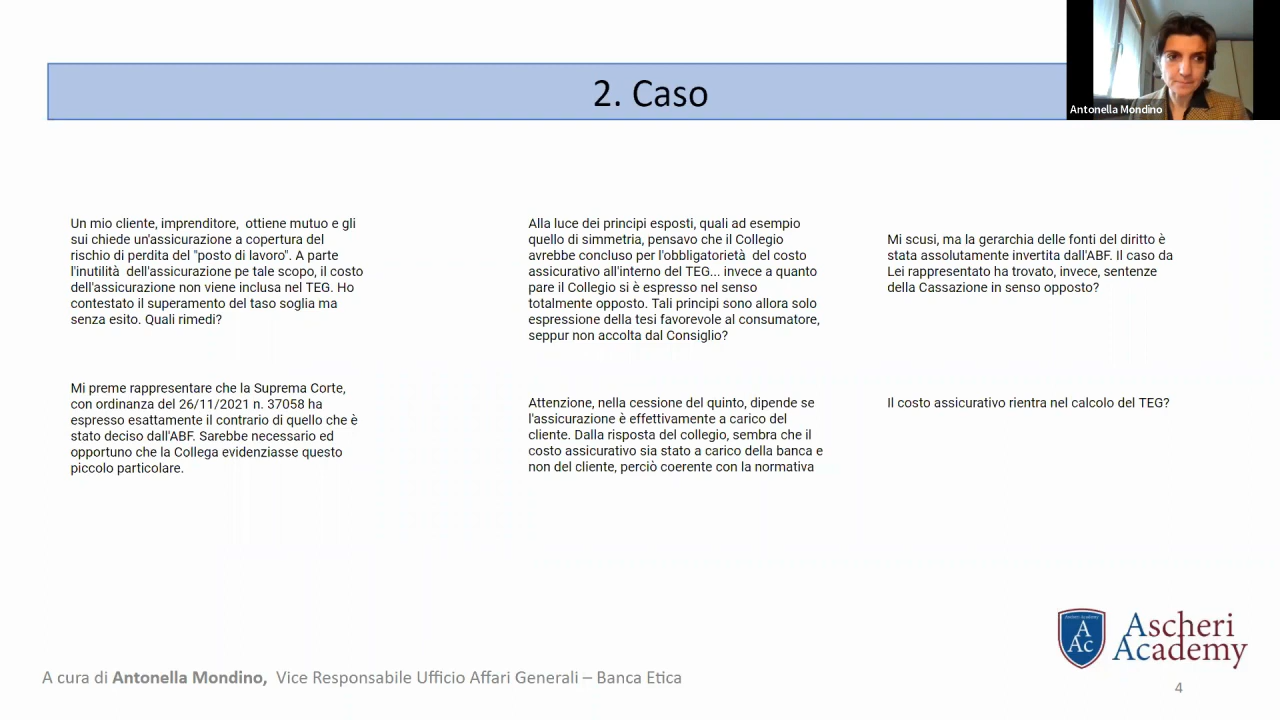 2. Caso
Antonella Mondino
Un mio cliente, imprenditore,  ottiene mutuo e gli
sui chiede un'assicurazione a copertura del
rischio di perdita del "posto di lavoro". A parte
l'inutilità  dell'assicurazione pe tale scopo, il costo
dell'assicurazione non viene inclusa nel TEG. Ho
contestato il superamento del taso soglia ma
senza esito. Quali rimedi?
Alla luce dei principi esposti, quali ad esempio
quello di simmetria, pensavo che il Collegio
avrebbe concluso per l'obbligatorietà  del costo
assicurativo all'interno del TEG... invece a quanto
pare il Collegio si è espresso nel senso
totalmente opposto. Tali principi sono allora solo
espressione della tesi favorevole al consumatore,
seppur non accolta dal Consiglio?
Mi scusi, ma la gerarchia delle fonti del diritto è
stata assolutamente invertita dall'ABF. Il caso da
Lei rappresentato ha trovato, invece, sentenze
della Cassazione in senso opposto?
Mi preme rappresentare che la Suprema Corte,
con ordinanza del 26/11/2021 n. 37058 ha
espresso esattamente il contrario di quello che è
stato deciso dall'ABF. Sarebbe necessario ed
opportuno che la Collega evidenziasse questo
piccolo particolare.
Attenzione, nella cessione del quinto, dipende se
l'assicurazione è effettivamente a carico del
cliente. Dalla risposta del collegio, sembra che il
costo assicurativo sia stato a carico della banca e
non del cliente, perciò coerente con la normativa
Il costo assicurativo rientra nel calcolo del TEG?
A
Ac
Ascheri
Academy
A cura di Antonella Mondino,  Vice Responsabile Ufficio Affari Generali – Banca Etica
4